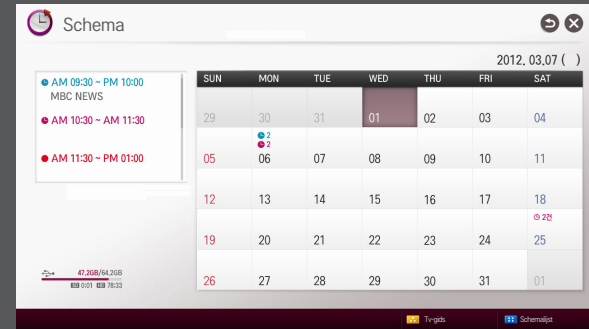 Schema
2012. 03.07 ( )
AM 09:30 ~ PM 10:00
MBC NEWS
AM 10:30 ~ AM 11:30
AM 11:30 ~ PM 01:00
47.2GB/64.2GB
SD 0:01 HD 78:33
SUN MON TUE WED THU FRI SAT
29 30 31 01 02 03 04
2
2
05 06 07 08 09 10 11
12 13 14 15 16 17 18
2건
19 20 21 22 23 24 25
26 27 28 29 30 31 01
Tv-gids
Schemalijst